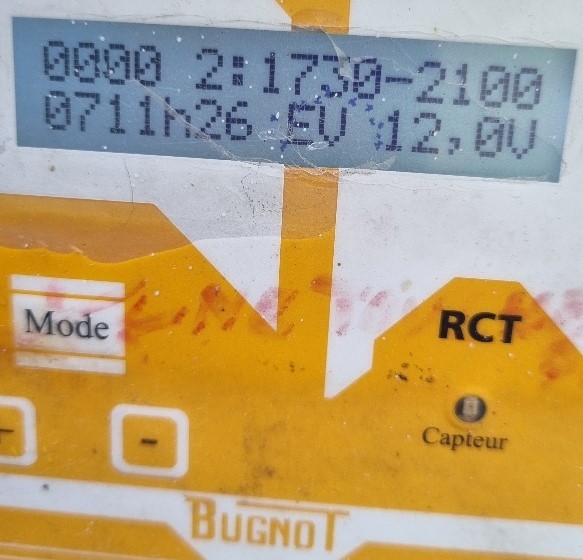 0000 2:1730-2100
0711h26 EV 12,0V
Mode
RCT
-
Capteur
BUGNOT